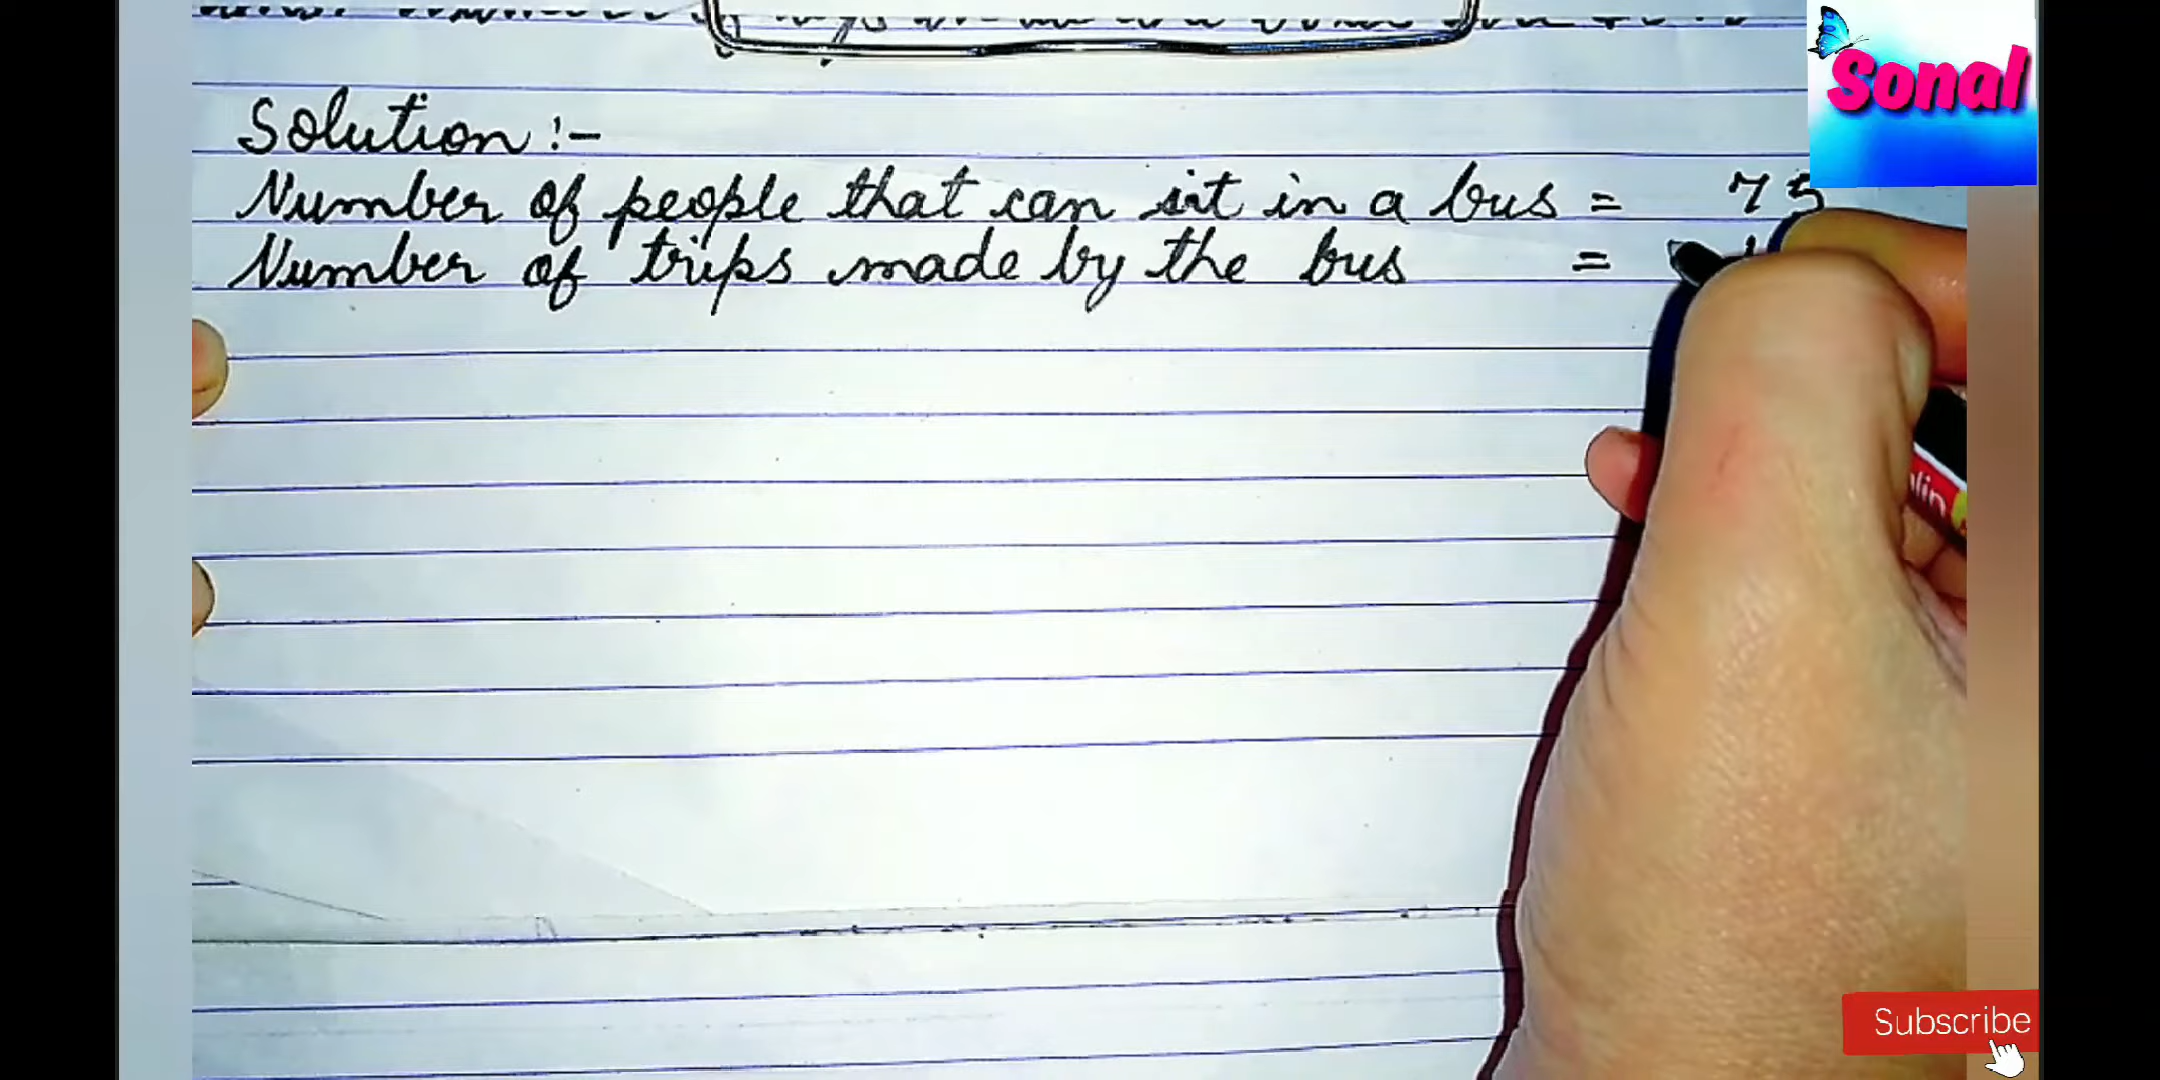 Solution :-
Number of people that can sit in a bus = 75
Number of trips made by the bus =
Sonal
lin
Subscribe